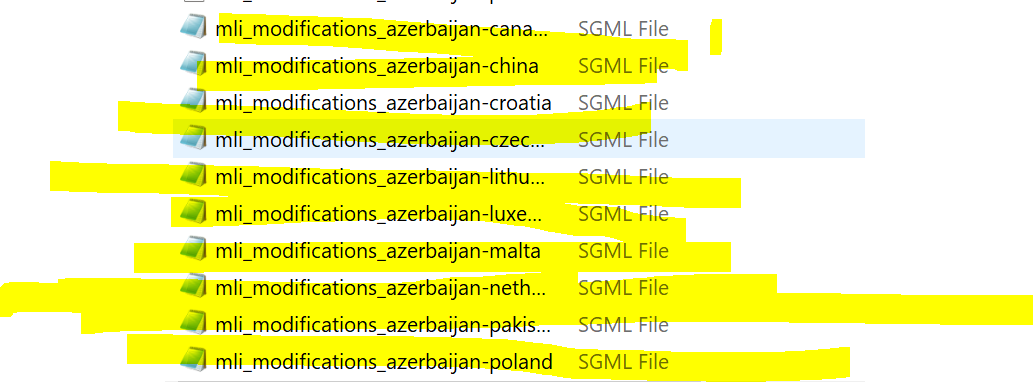 mli_modifications_azerbaijan-cana... SGML File
mli_modifications_azerbaijan-china SGML File
mli_modifications_azerbaijan-croatia SGML File
mli_modifications_azerbaijan-czec... SGML File
mli_modifications_azerbaijan-lithu... SGML File
mli_modifications_azerbaijan-luxe... SGML File
mli_modifications_azerbaijan-malta SGML File
mli_modifications_azerbaijan-neth... SGML File
mli_modifications_azerbaijan-pakis... SGML File
mli_modifications_azerbaijan-poland SGML File